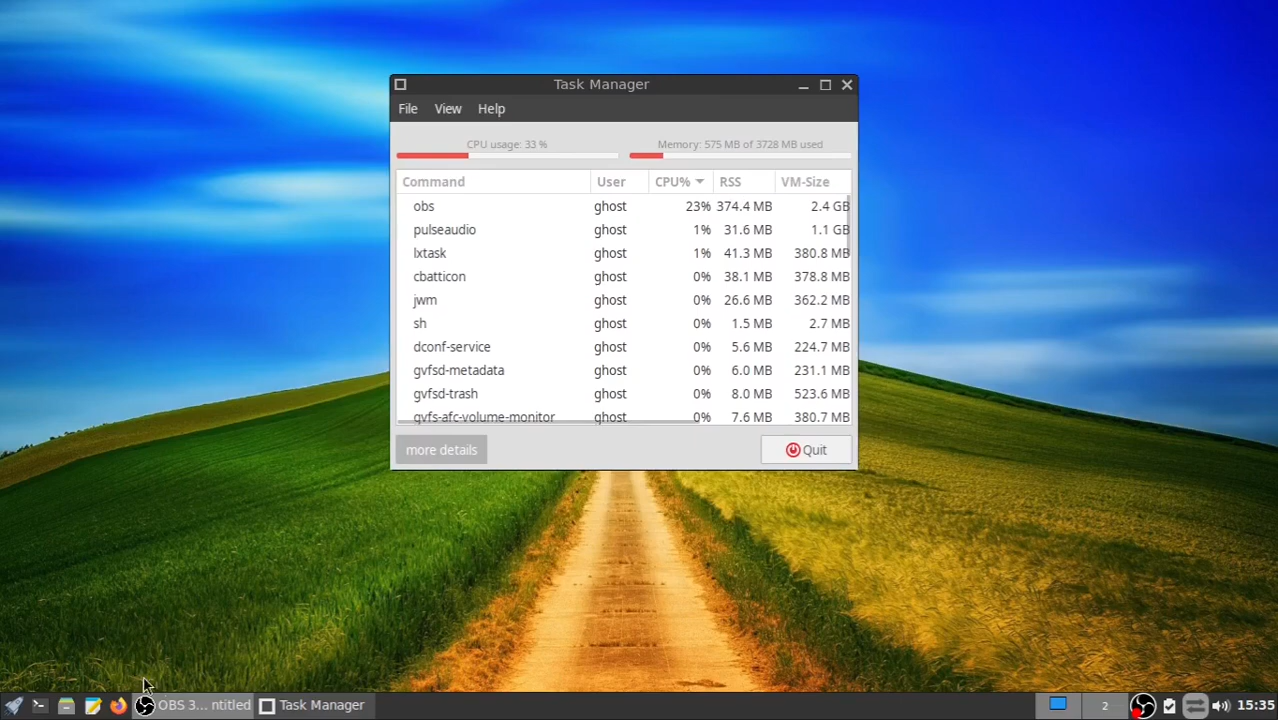 Task Manager
File View Help
CPU usage: 33 %
Memory: 575 MB of 3728 MB used
Command User CPU% RSS VM-Size
obs ghost 23% 374.4 MB 2.4 GB
pulseaudio ghost 1% 31.6 MB 1.1 GB
lxtask ghost 1% 41.3 MB 380.8 MB
cbatticon ghost 0% 38.1 MB 378.8 MB
jwm ghost 0% 26.6 MB 362.2 MB
sh ghost 0% 1.5 MB 2.7 MB
dconf-service ghost 0% 5.6 MB 224.7 MB
gvfsd-metadata ghost 0% 6.0 MB 231.1 MB
gvfsd-trash ghost 0% 8.0 MB 523.6 MB
gvfs-afc-volume-monitor ghost 0% 7.6 MB 380.7 MB
more details Quit
OBS 3... ntitled Task Manager 2 15:35